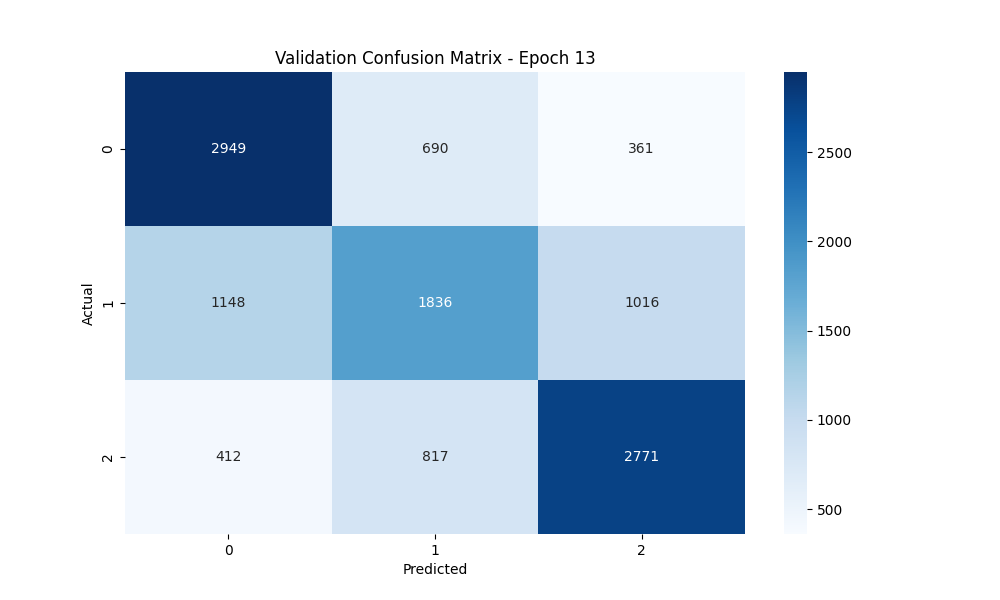 Validation Confusion Matrix - Epoch 13
0 2949 690 361
1 1148 1836 1016
2 412 817 2771
0 1 2
Predicted
Actual
2500
2000
1500
1000
500